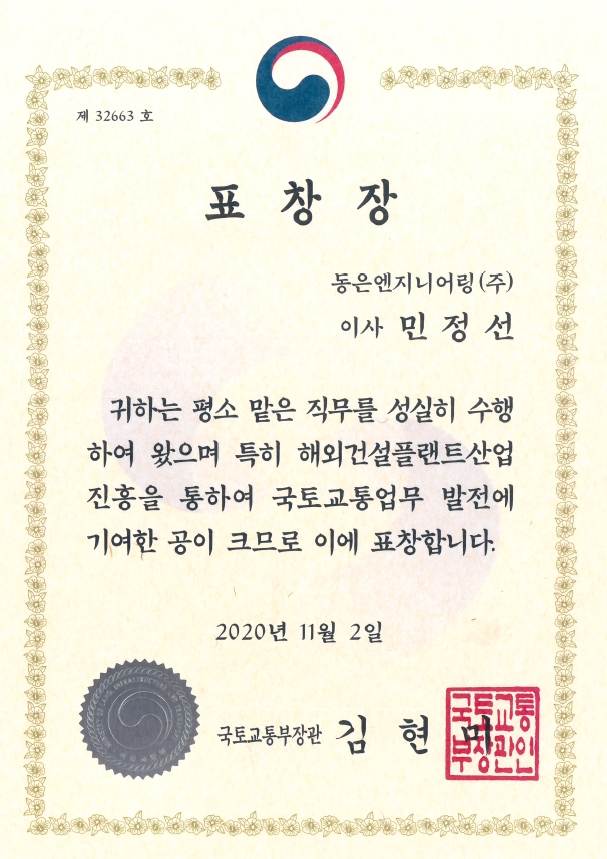 제 32663 호
표 창 장
동은엔지니어링(주)
이사 민 정 선
귀하는 평소 맡은 직무를 성실히 수행
하여 왔으며 특히 해외건설플랜트산업
진흥을 통하여 국토교통업무 발전에
기여한 공이 크므로 이에 표창합니다.
2020년 11월 2일
국토교통부장관 김 현 미
국토교통
부장관인